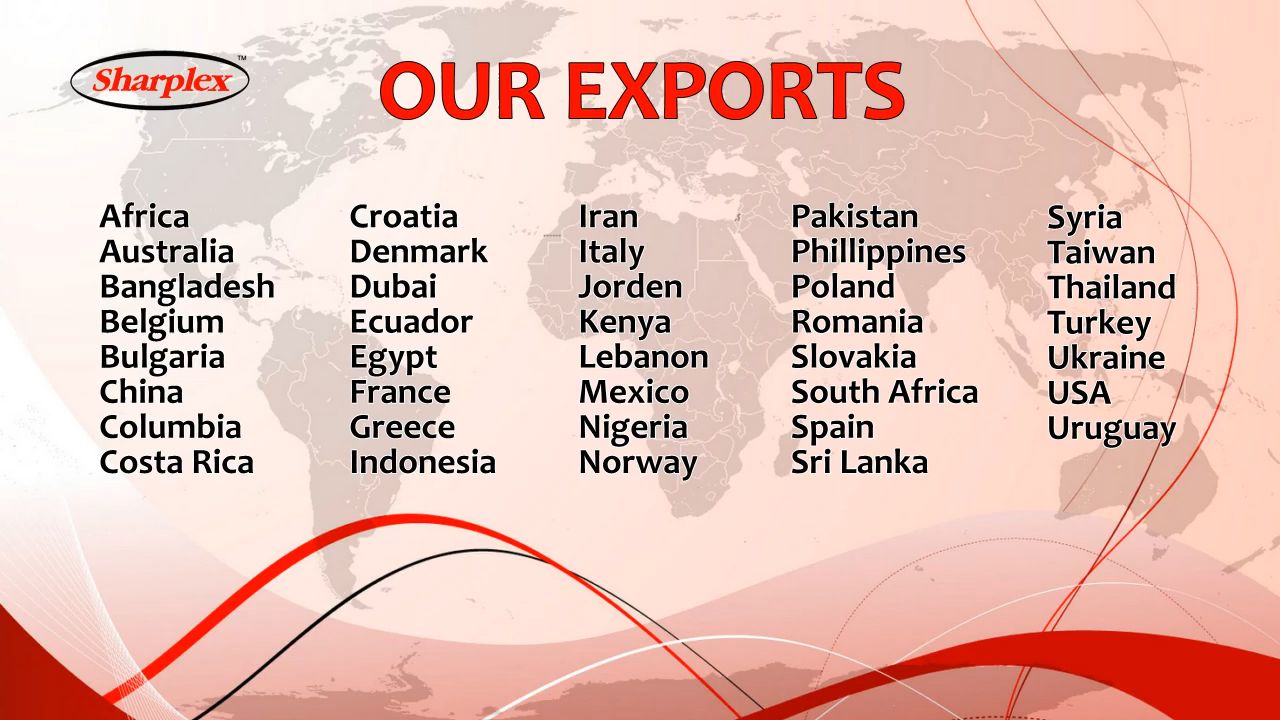 Sharplex™
OUR EXPORTS
Africa
Australia
Bangladesh
Belgium
Bulgaria
China
Columbia
Costa Rica
Croatia
Denmark
Dubai
Ecuador
Egypt
France
Greece
Indonesia
Iran
Italy
Jorden
Kenya
Lebanon
Mexico
Nigeria
Norway
Pakistan
Phillippines
Poland
Romania
Slovakia
South Africa
Spain
Sri Lanka
Syria
Taiwan
Thailand
Turkey
Ukraine
USA
Uruguay